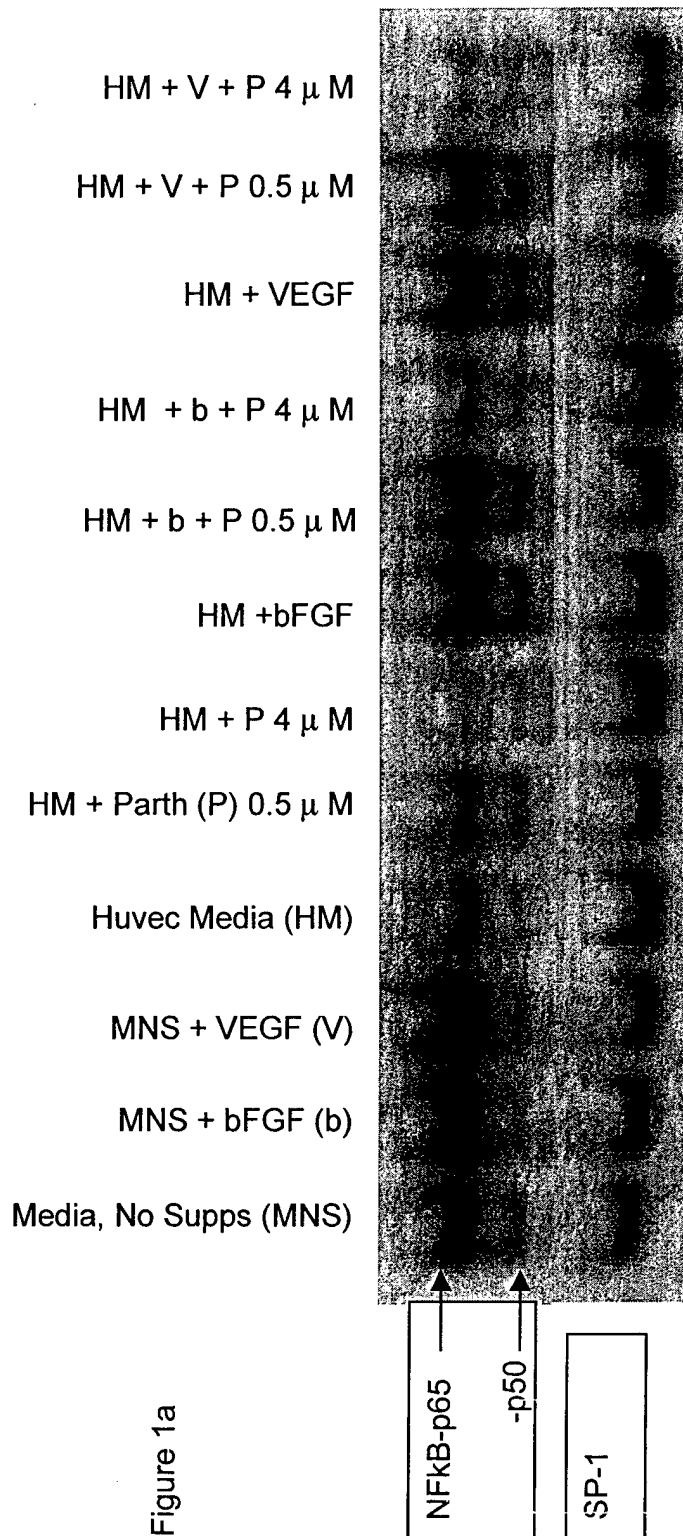 HM + V + P 4 μ M
HM + V + P 0.5 μ M
HM + VEGF
HM + b + P 4 μ M
HM + b + P 0.5 μ M
HM +bFGF
HM + P 4 μ M
HM + Parth (P) 0.5 μ M
Huvec Media (HM)
MNS + VEGF (V)
MNS + bFGF (b)
Media, No Supps (MNS)
NFkB-p65
-p50
SP-1
Figure 1a